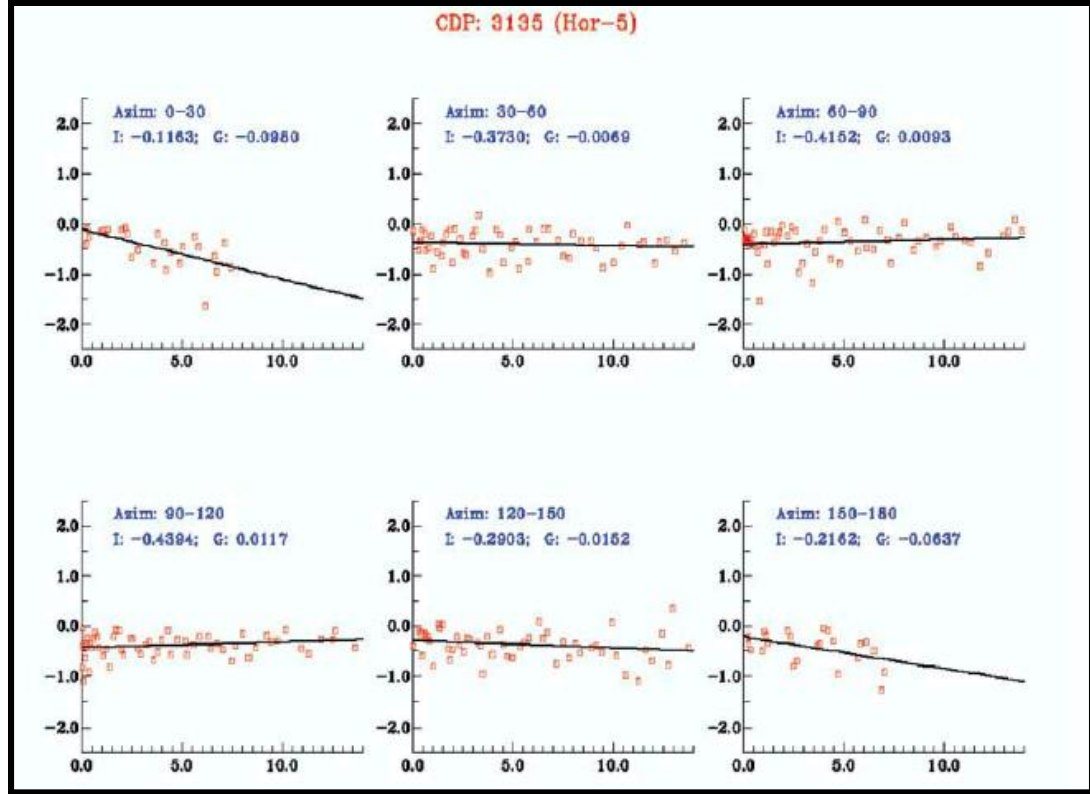 CDP: 3135 (Hor-5)
Azim: 0-30
I: -0.1163; G: -0.0980
2.0
1.0
0.0
-1.0
-2.0
0.0 5.0 10.0
Azim: 30-60
I: -0.3730; G: -0.0069
2.0
1.0
0.0
-1.0
-2.0
0.0 5.0 10.0
Azim: 60-90
I: -0.4152; G: 0.0093
2.0
1.0
0.0
-1.0
-2.0
0.0 5.0 10.0
Azim: 90-120
I: -0.4394; G: 0.0117
2.0
1.0
0.0
-1.0
-2.0
0.0 5.0 10.0
Azim: 120-150
I: -0.2903; G: -0.0152
2.0
1.0
0.0
-1.0
-2.0
0.0 5.0 10.0
Azim: 150-180
I: -0.2162; G: -0.0637
2.0
1.0
0.0
-1.0
-2.0
0.0 5.0 10.0